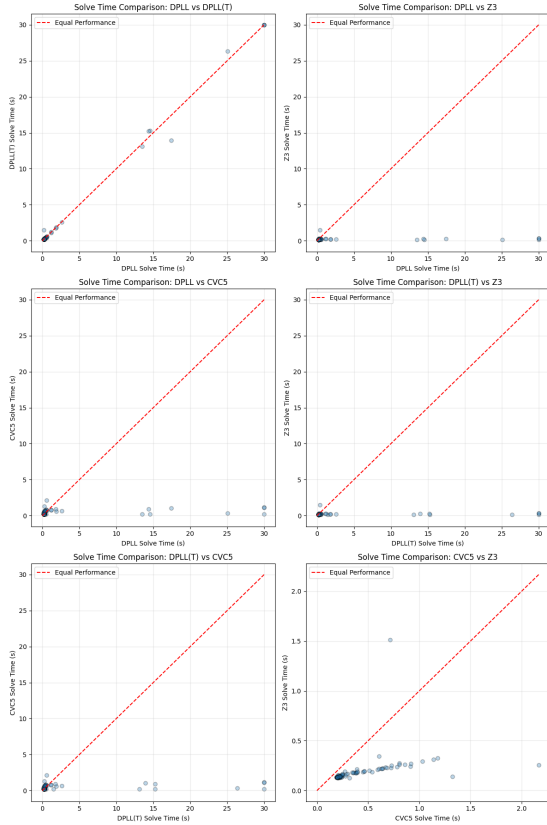 Solve Time Comparison: DPLL vs DPLL(T)
Equal Performance
DPLL(T) Solve Time (s)
30
25
20
15
10
5
0
0 5 10 15 20 25 30
DPLL Solve Time (s)
Solve Time Comparison: DPLL vs Z3
Equal Performance
Z3 Solve Time (s)
30
25
20
15
10
5
0
0 5 10 15 20 25 30
DPLL Solve Time (s)
Solve Time Comparison: DPLL vs CVC5
Equal Performance
CVC5 Solve Time (s)
30
25
20
15
10
5
0
0 5 10 15 20 25 30
DPLL Solve Time (s)
Solve Time Comparison: DPLL(T) vs Z3
Equal Performance
Z3 Solve Time (s)
30
25
20
15
10
5
0
0 5 10 15 20 25 30
DPLL(T) Solve Time (s)
Solve Time Comparison: DPLL(T) vs CVC5
Equal Performance
CVC5 Solve Time (s)
30
25
20
15
10
5
0
0 5 10 15 20 25 30
DPLL(T) Solve Time (s)
Solve Time Comparison: CVC5 vs Z3
Equal Performance
Z3 Solve Time (s)
2.0
1.5
1.0
0.5
0.0
0.0 0.5 1.0 1.5 2.0
CVC5 Solve Time (s)